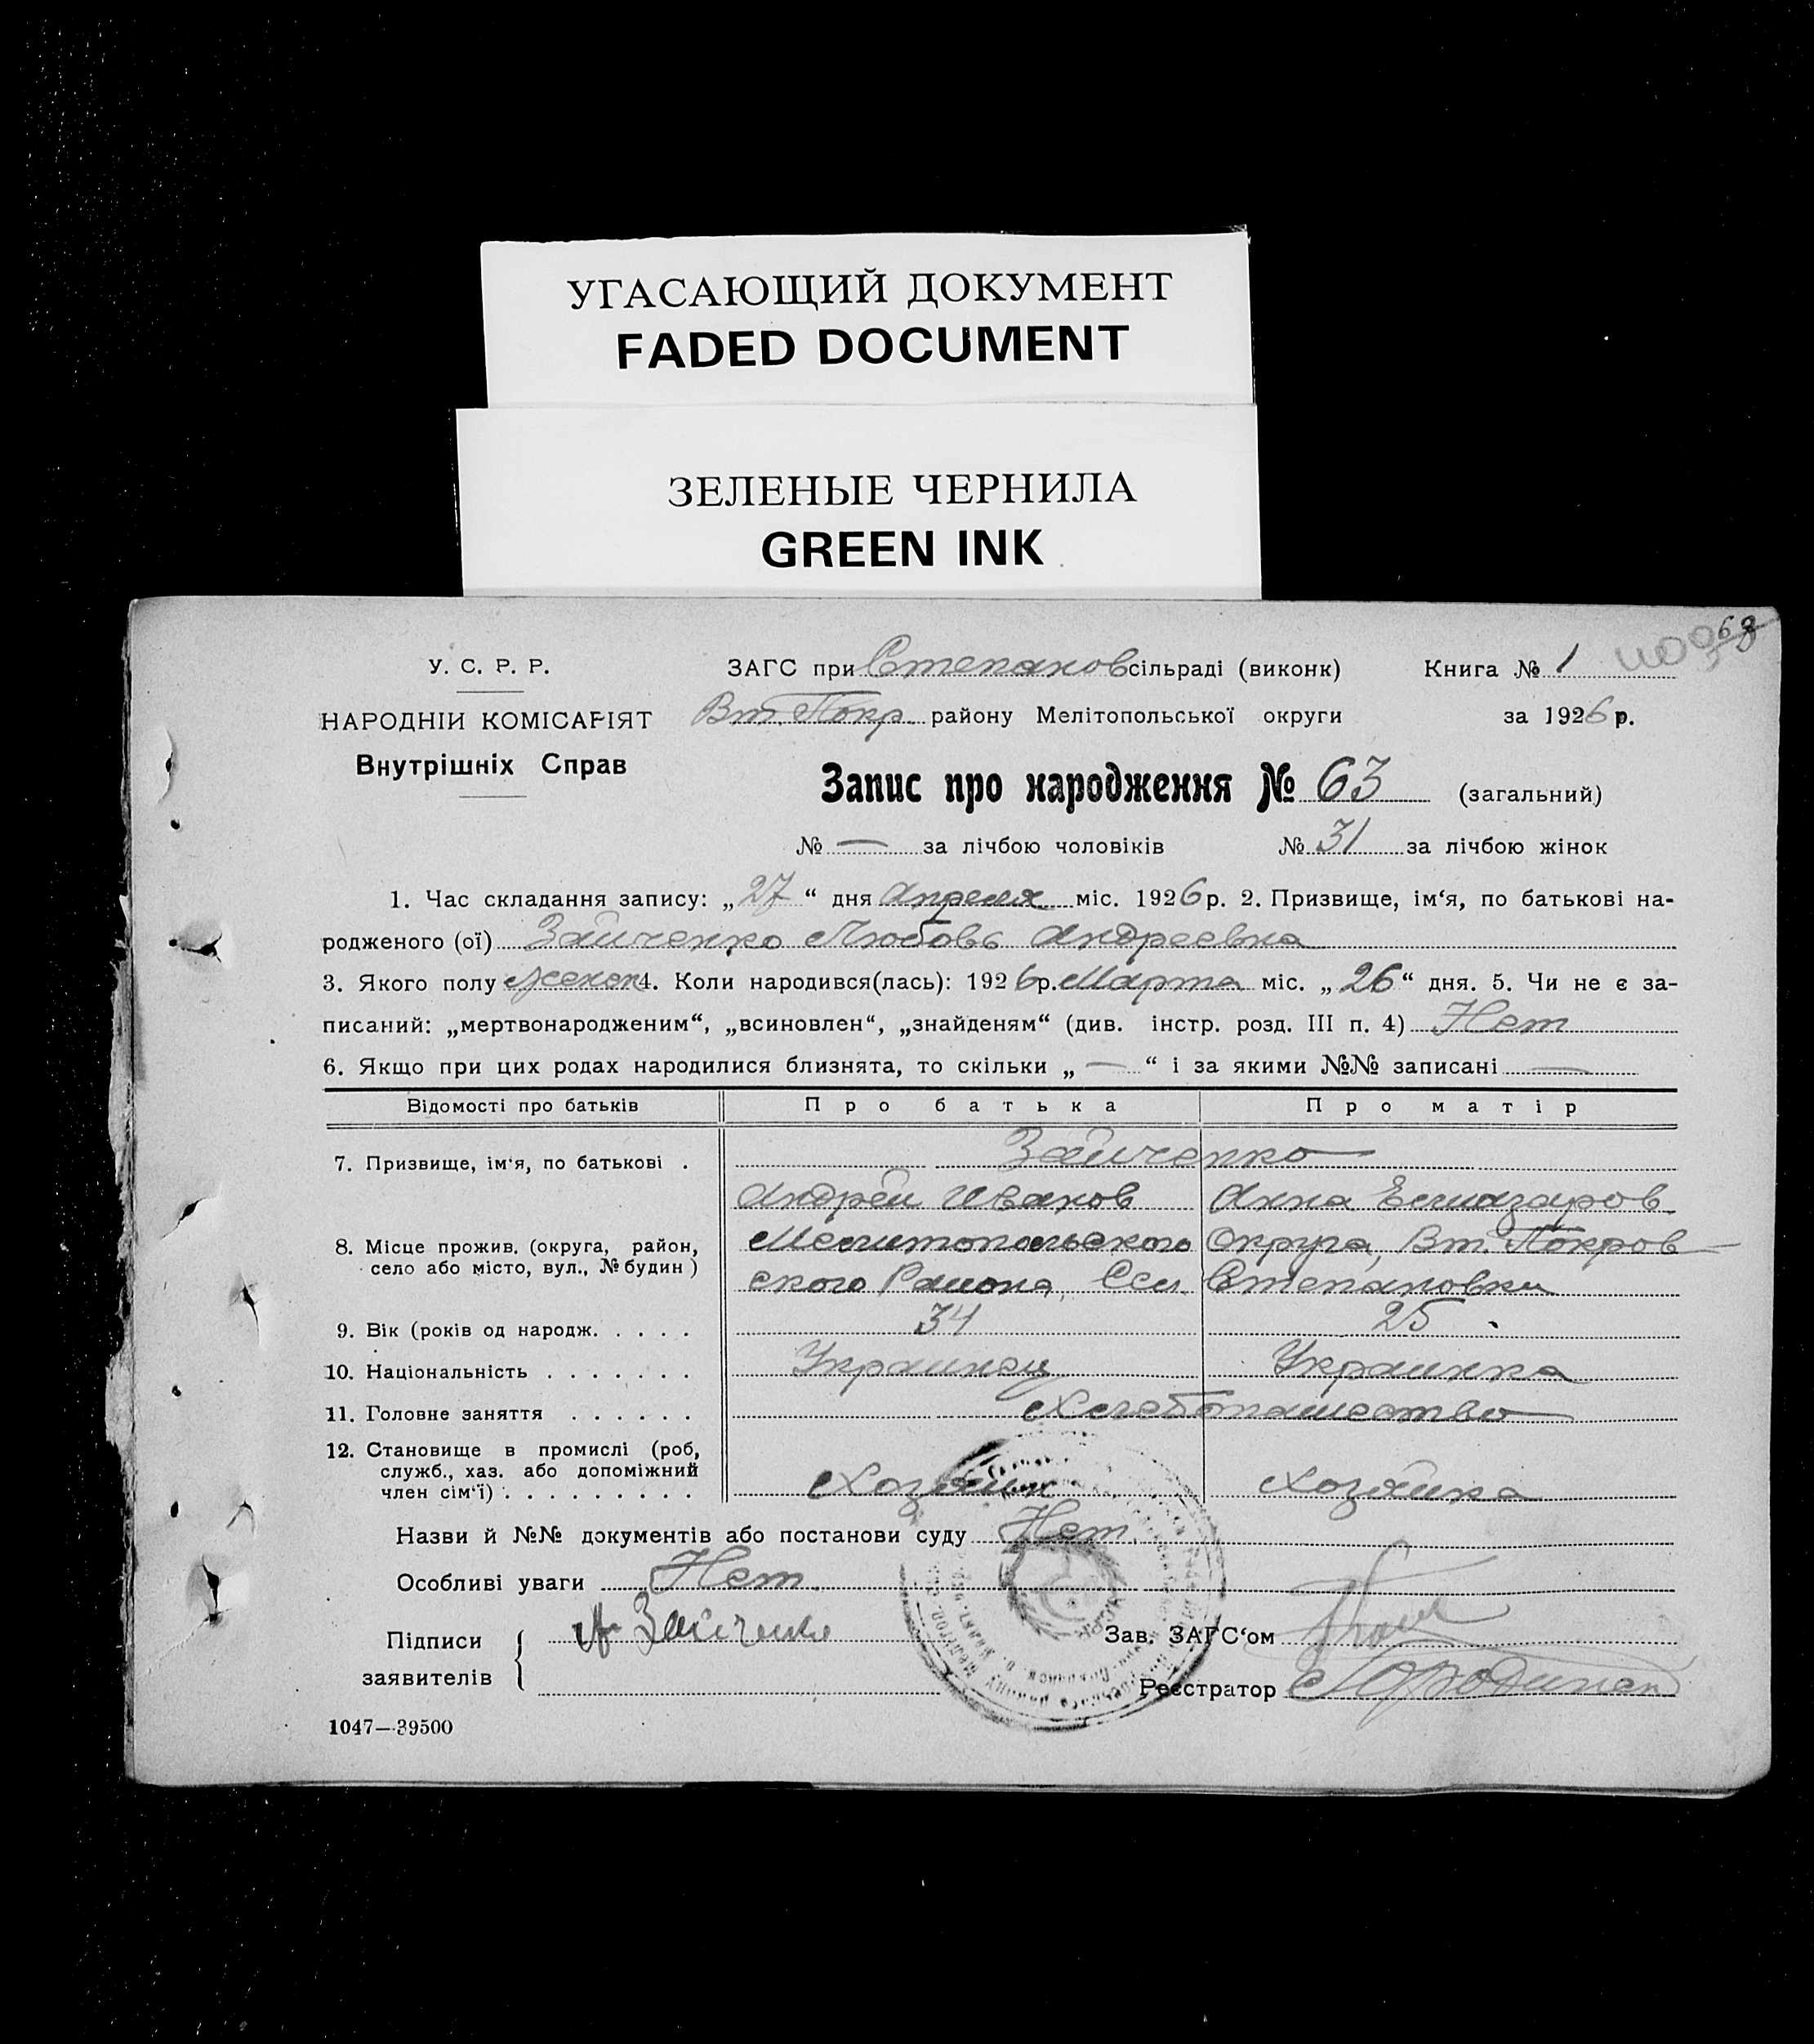 УГАСАЮЩИЙ ДОКУМЕНТ
FADED DOCUMENT
ЗЕЛЕНЫЕ ЧЕРНИЛА
GREEN INK
У. С. Р. Р.
НАРОДНІИ КОМІСАРІЯТ
Внутрішніх Справ
ЗАГС при Степановсільраді (виконк) Книга № 1
Вт. Покр. району Мелітопольської округи за 1926 р.
Запис про народження № 63 (загальний)
№ — за лічбою чоловіків № 31 за лічбою жінок
1. Час складання запису: „27“ дня Апреля міс. 1926 р. 2. Призвище, ім‘я, по батькові на-
родженого (ої) Зайченко Любовь Андреевна
3. Якого полу женск 4. Коли народився(лась): 1926 р. Марта міс. „26“ дня. 5. Чи не є за-
писаний: „мертвонародженим“, „всиновлен“, „знайденям“ (див. інстр. розд. III п. 4) Нет
6. Якщо при цих родах народилися близнята, то скільки „—“ і за якими №№ записані —
Відомості про батьків Про батька Про матір
7. Призвище, ім‘я, по батькові . Зайченко
Андрей Иванов Анна Елиазаров
8. Місце прожив. (округа, район, село або місто, вул., № будин) Мелитопольского Округа, Вт. Покров
ского Района, Сел. Степановки
9. Вік (років од народж. . . . . 34 25
10. Національність . . . . . . . Украинец Украинка
11. Головне заняття . . . . . . Хлебопашество
12. Становище в промислі (роб,
служб., хаз. або допоміжний
член сім‘ї) . . . . . . . . . Хозяин Хозяйка
Назви й №№ документів або постанови суду Нет
Особливі уваги Нет
Підписи
заявителів
А Зайченко
Зав. ЗАГС‘ом
Реєстратор
1047—39500